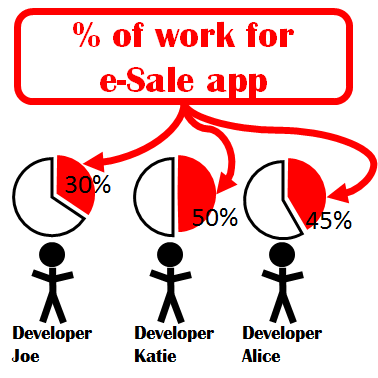 % of work for
e-Sale app
30%
50%
45%
Developer
Joe
Developer
Katie
Developer
Alice